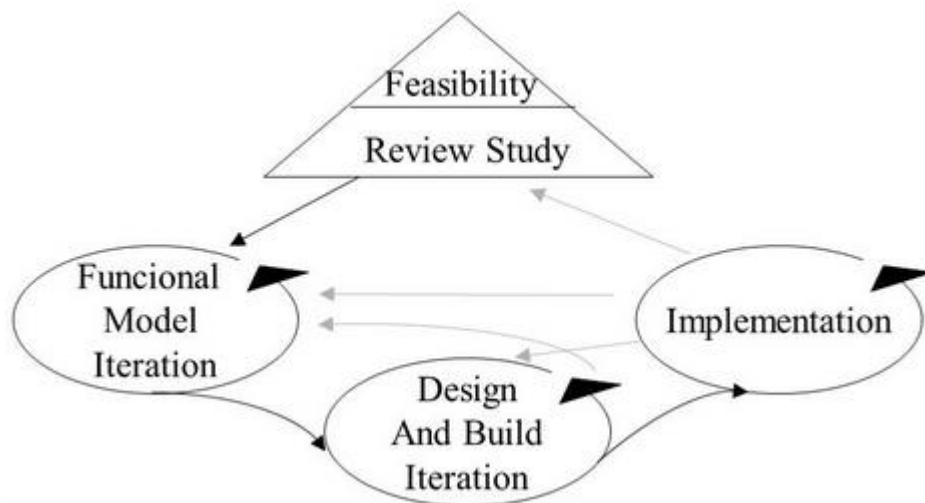 Feasibility
Review Study
Funcional
Model
Iteration
Implementation
Design
And Build
Iteration